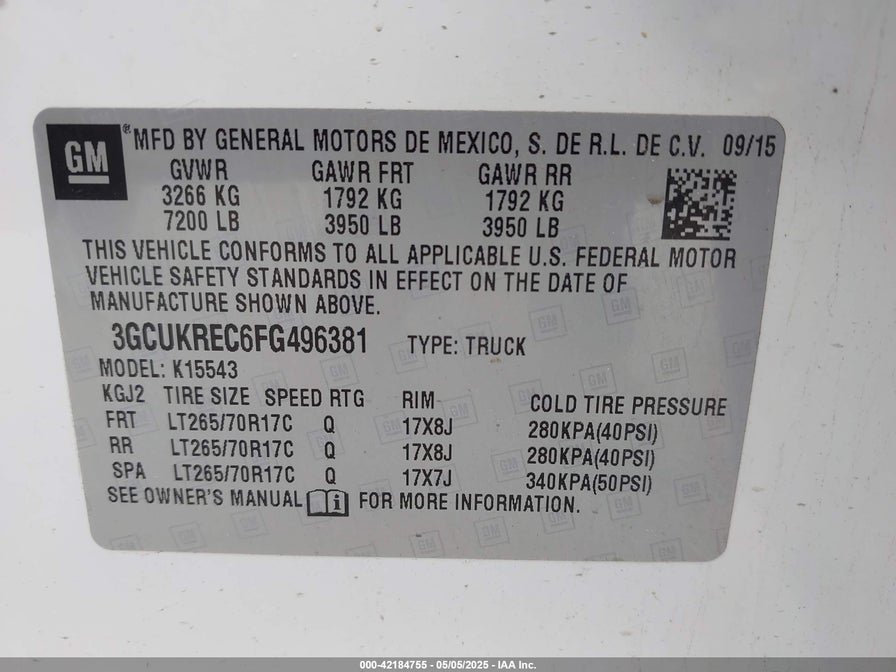 GM ® MFD BY GENERAL MOTORS DE MEXICO, S. DE R.L. DE C.V. 09/15
GVWR GAWR FRT GAWR RR
3266 KG 1792 KG 1792 KG
7200 LB 3950 LB 3950 LB
THIS VEHICLE CONFORMS TO ALL APPLICABLE U.S. FEDERAL MOTOR
VEHICLE SAFETY STANDARDS IN EFFECT ON THE DATE OF
MANUFACTURE SHOWN ABOVE.
3GCUKREC6FG496381 TYPE: TRUCK
MODEL: K15543
KGJ2 TIRE SIZE SPEED RTG RIM COLD TIRE PRESSURE
FRT LT265/70R17C Q 17X8J 280KPA(40PSI)
RR LT265/70R17C Q 17X8J 280KPA(40PSI)
SPA LT265/70R17C Q 17X7J 340KPA(50PSI)
SEE OWNER'S MANUAL i FOR MORE INFORMATION.
000-42184755 - 05/05/2025 - IAA Inc.